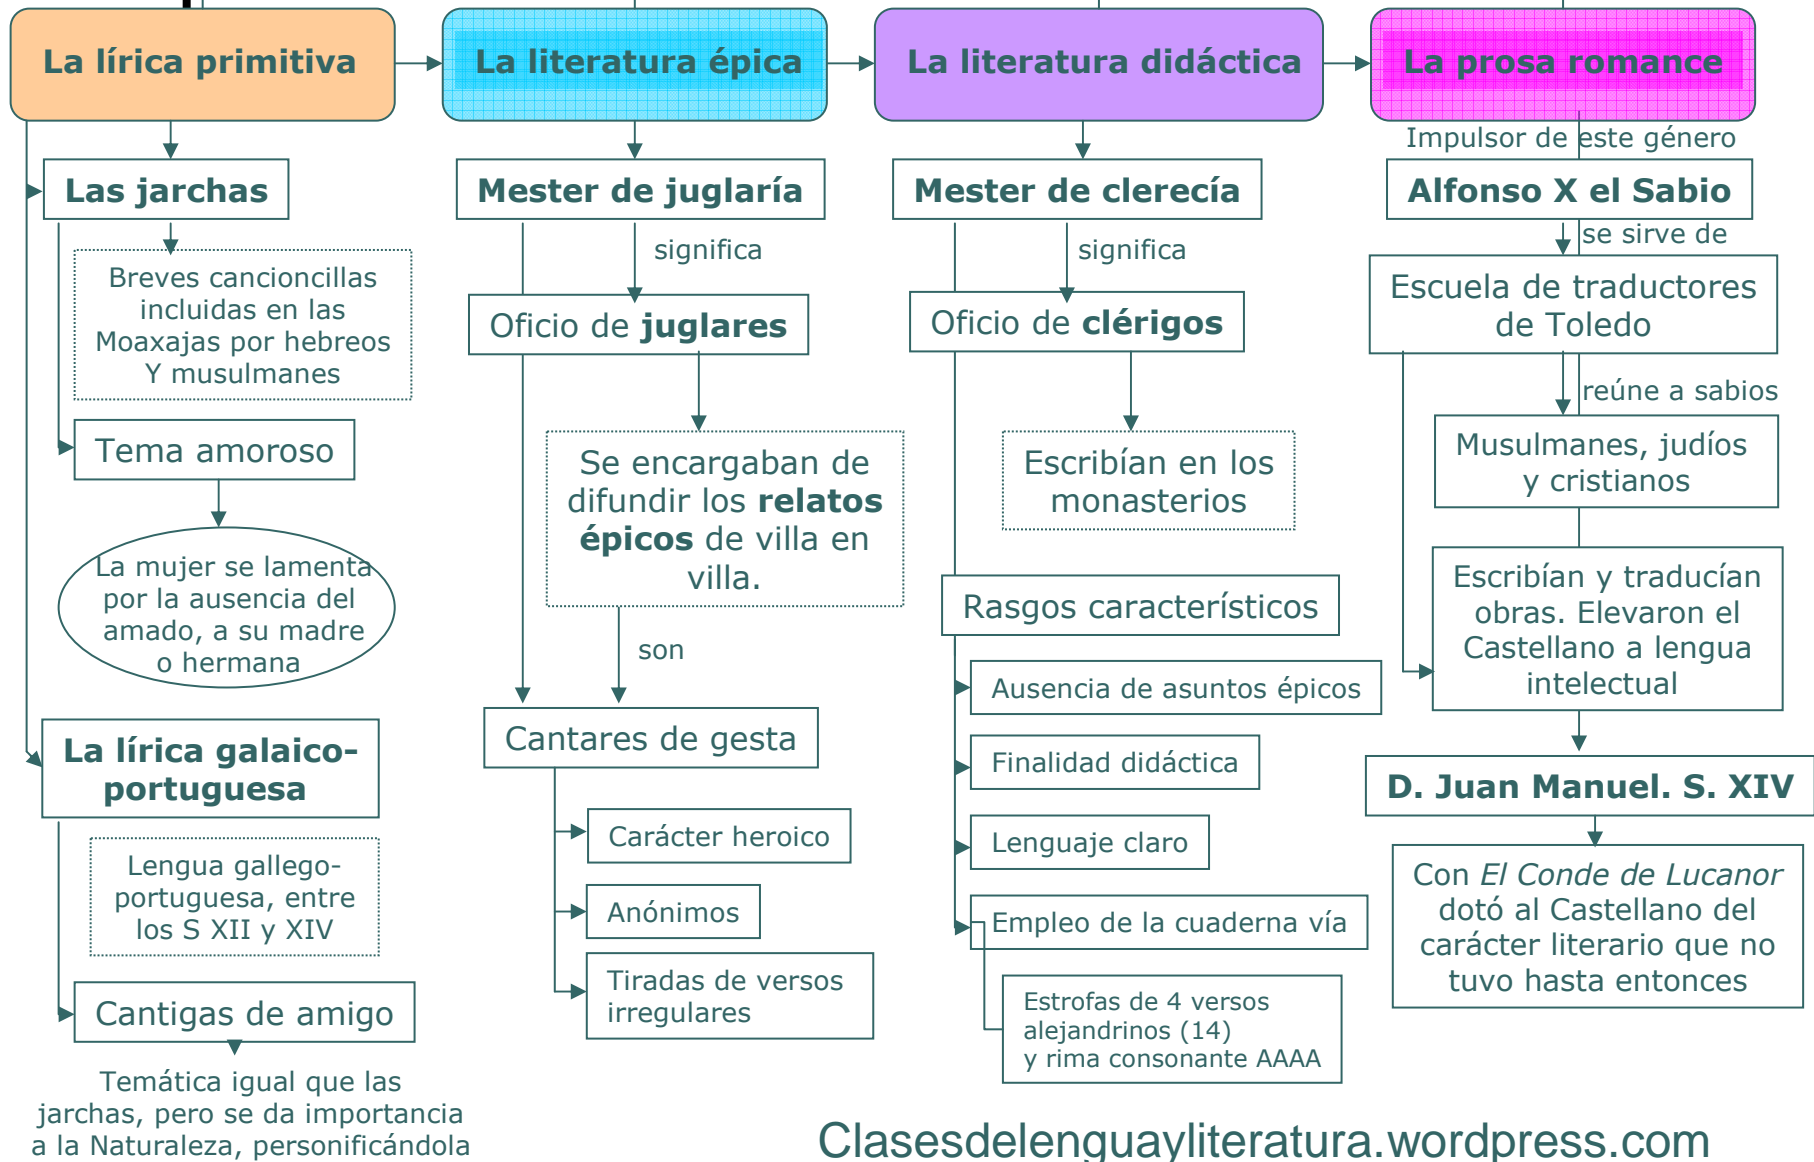 La lírica primitiva
La literatura épica
La literatura didáctica
La prosa romance
Las jarchas
Breves cancioncillas
incluidas en las
Moaxajas por hebreos
Y musulmanes
Tema amoroso
La mujer se lamenta
por la ausencia del
amado, a su madre
o hermana
La lírica galaico-
portuguesa
Lengua gallego-
portuguesa, entre
los S XII y XIV
Cantigas de amigo
Temática igual que las
jarchas, pero se da importancia
a la Naturaleza, personificándola
Mester de juglaría
significa
Oficio de juglares
Se encargaban de
difundir los relatos
épicos de villa en
villa.
son
Cantares de gesta
Carácter heroico
Anónimos
Tiradas de versos
irregulares
Mester de clerecía
significa
Oficio de clérigos
Escribían en los
monasterios
Rasgos característicos
Ausencia de asuntos épicos
Finalidad didáctica
Lenguaje claro
Empleo de la cuaderna vía
Estrofas de 4 versos
alejandrinos (14)
y rima consonante AAAA
Impulsor de este género
Alfonso X el Sabio
se sirve de
Escuela de traductores
de Toledo
reúne a sabios
Musulmanes, judíos
y cristianos
Escribían y traducían
obras. Elevaron el
Castellano a lengua
intelectual
D. Juan Manuel. S. XIV
Con El Conde de Lucanor
dotó al Castellano del
carácter literario que no
tuvo hasta entonces
Clasesdelenguayliteratura.wordpress.com